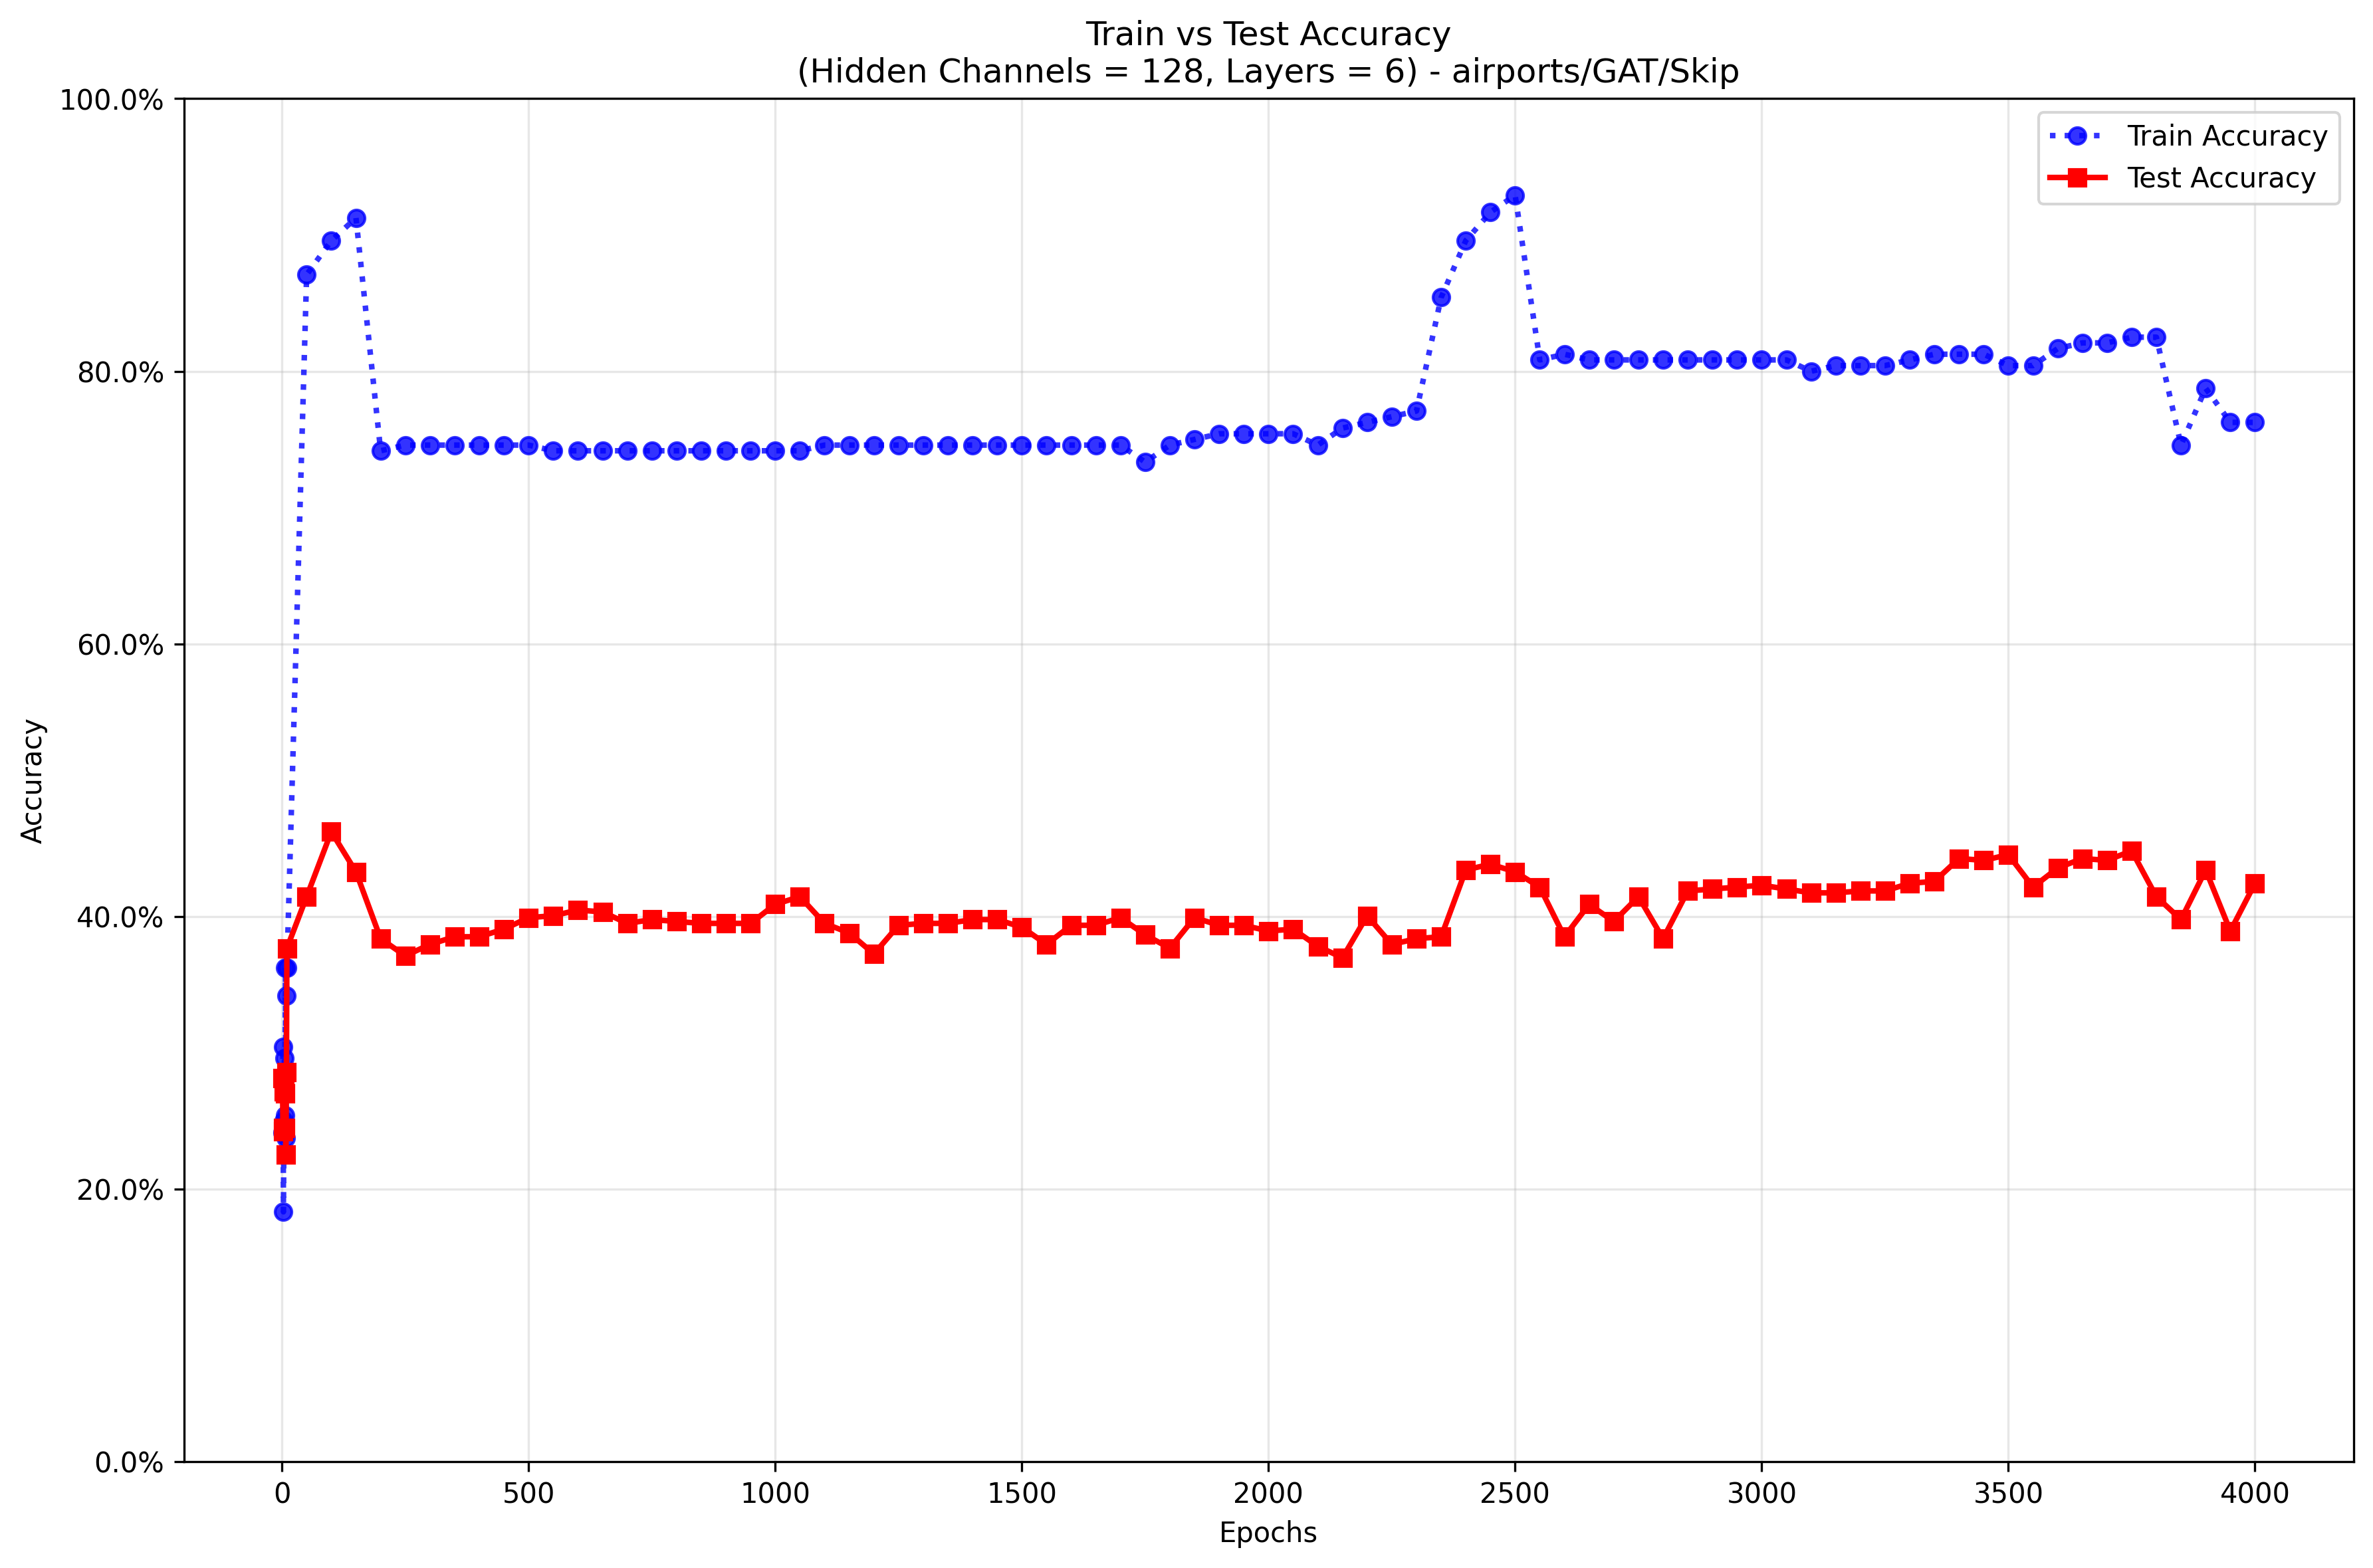 Train vs Test Accuracy
(Hidden Channels = 128, Layers = 6) - airports/GAT/Skip
Train Accuracy
Test Accuracy
Accuracy
100.0%
80.0%
60.0%
40.0%
20.0%
0.0%
0 500 1000 1500 2000 2500 3000 3500 4000
Epochs